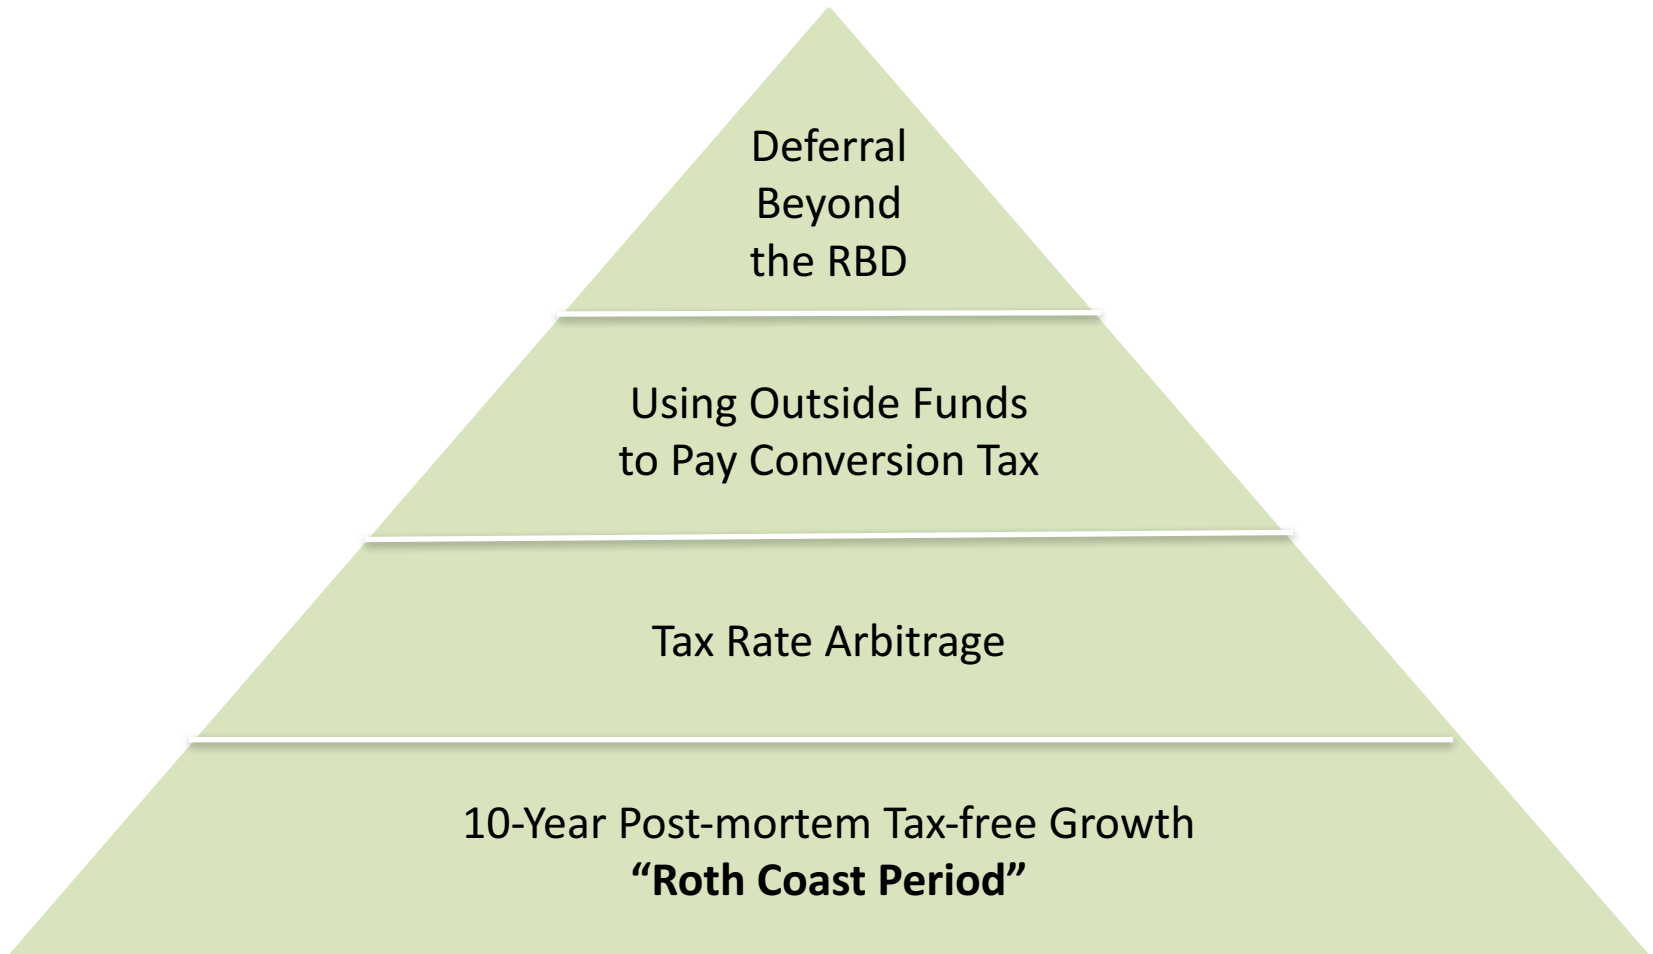 Deferral
Beyond
the RBD
Using Outside Funds
to Pay Conversion Tax
Tax Rate Arbitrage
10-Year Post-mortem Tax-free Growth
“Roth Coast Period”